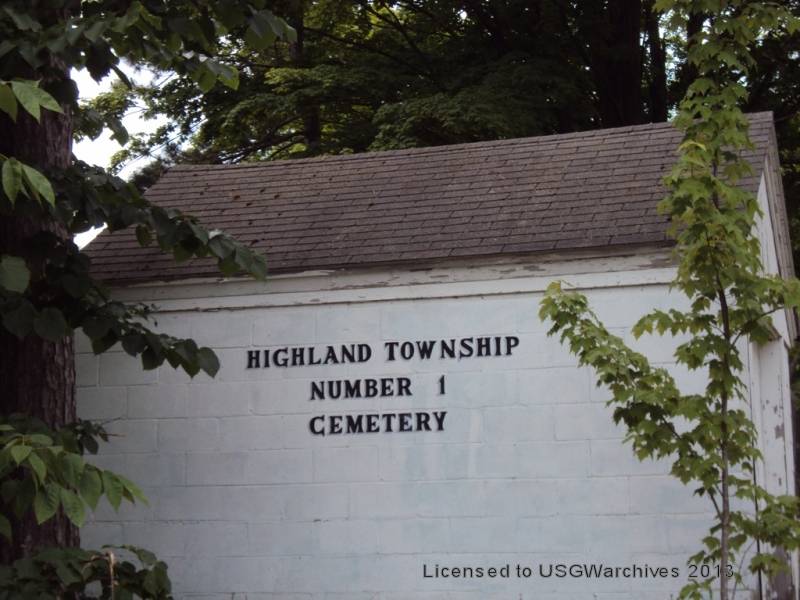 HIGHLAND TOWNSHIP
NUMBER 1
CEMETERY
Licensed to USGWarchives 2013